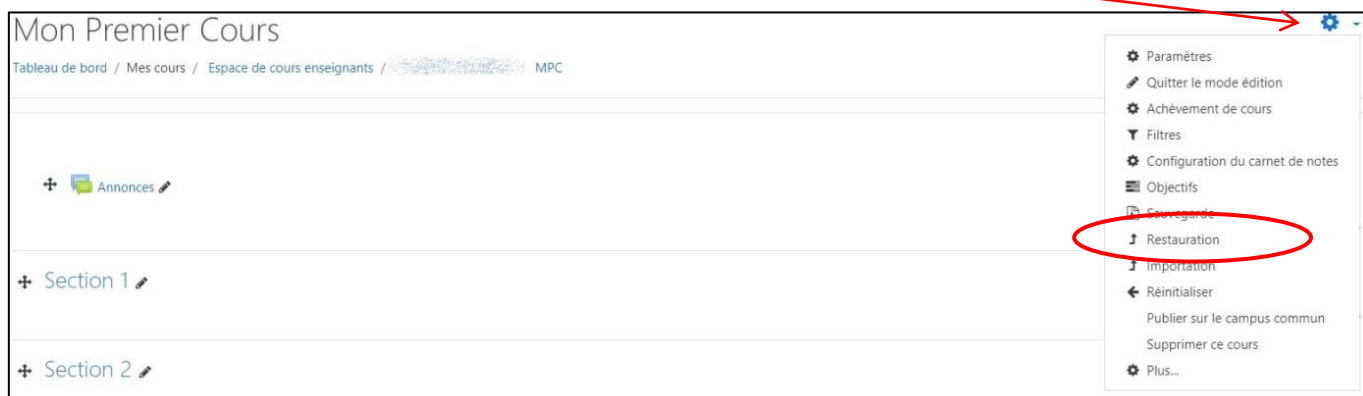 Mon Premier Cours
Tableau de bord / Mes cours / Espace de cours enseignants / MPC
Paramètres
Quitter le mode édition
Achèvement de cours
Filtres
Configuration du carnet de notes
Objectifs
Sauvegarde
Restauration
Importation
Réinitialiser
Publier sur le campus commun
Supprimer ce cours
Plus...
Annonces
Section 1
Section 2